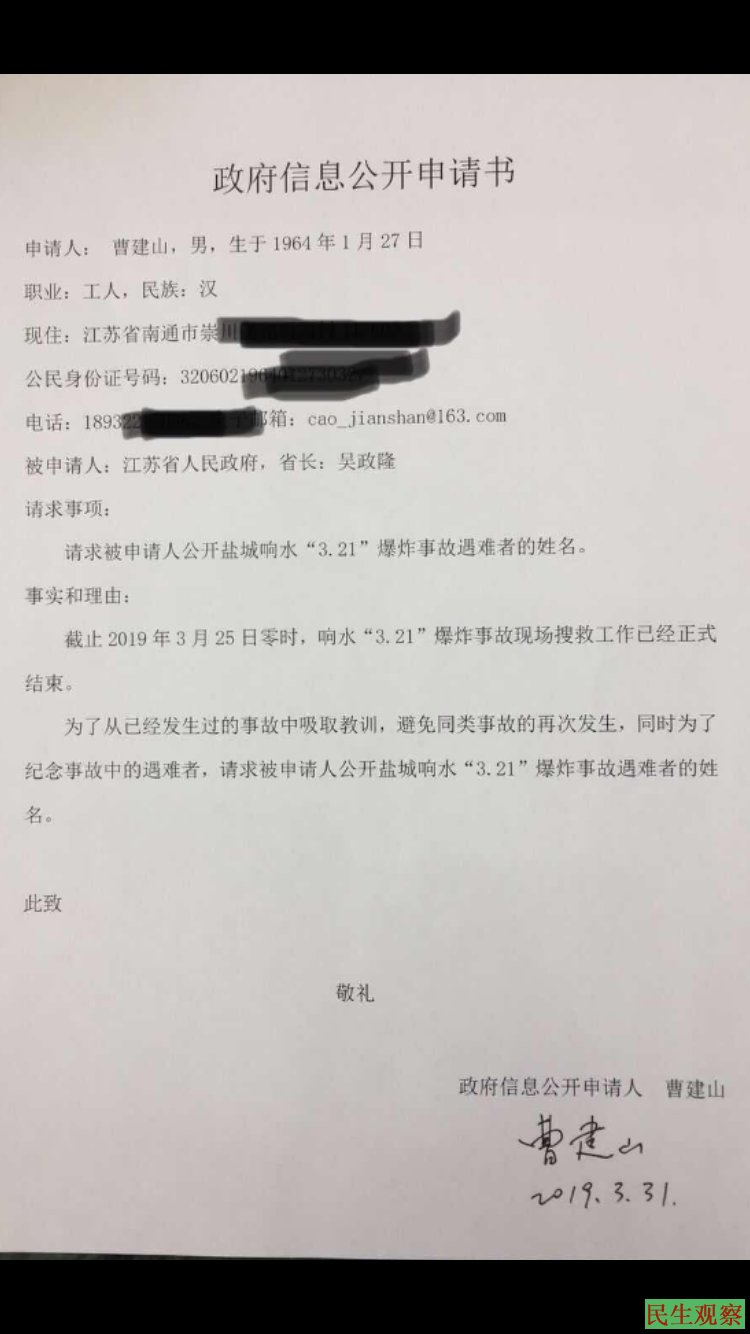 政府信息公开申请书
申请人： 曹建山，男，生于 1964 年 1 月 27 日
职业：工人，民族：汉
现住：江苏省南通市崇川
公民身份证号码：320602
电话：18932 邮箱：cao_jianshan@163.com
被申请人：江苏省人民政府，省长：吴政隆
请求事项：
请求被申请人公开盐城响水“3.21”爆炸事故遇难者的姓名。
事实和理由：
截止 2019 年 3 月 25 日零时，响水“3.21”爆炸事故现场搜救工作已经正式
结束。
为了从已经发生过的事故中吸取教训，避免同类事故的再次发生，同时为了
纪念事故中的遇难者，请求被申请人公开盐城响水“3.21”爆炸事故遇难者的姓
名。
此致
敬礼
政府信息公开申请人 曹建山
曹建山
2019.3.31.
民生观察